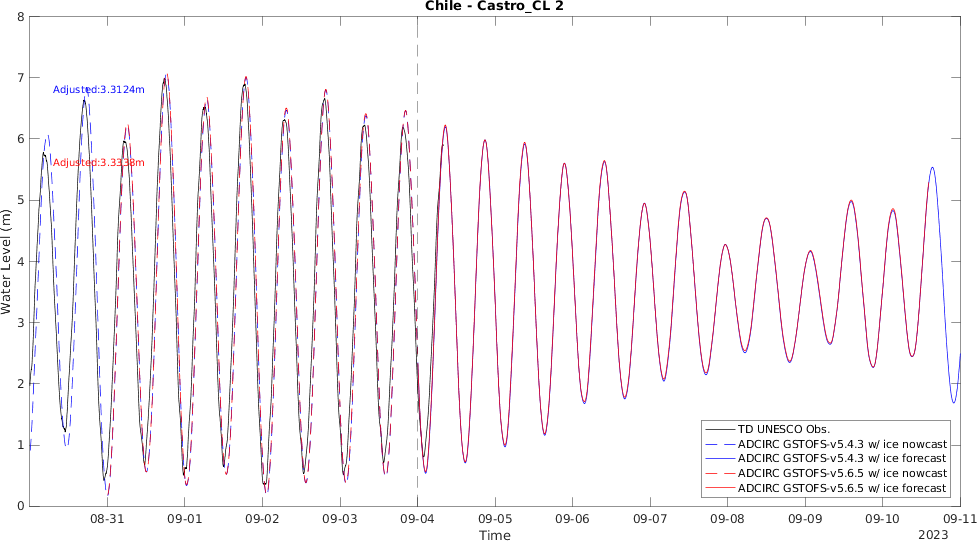 Chile - Castro_CL 2
8
7
6
5
4
3
2
1
0
Water Level (m)
Adjusted:3.3124m
Adjusted:3.3338m
TD UNESCO Obs.
ADCIRC GSTOFS-v5.4.3 w/ ice nowcast
ADCIRC GSTOFS-v5.4.3 w/ ice forecast
ADCIRC GSTOFS-v5.6.5 w/ ice nowcast
ADCIRC GSTOFS-v5.6.5 w/ ice forecast
08-31 09-01 09-02 09-03 09-04 09-05 09-06 09-07 09-08 09-09 09-10 09-11
Time
2023